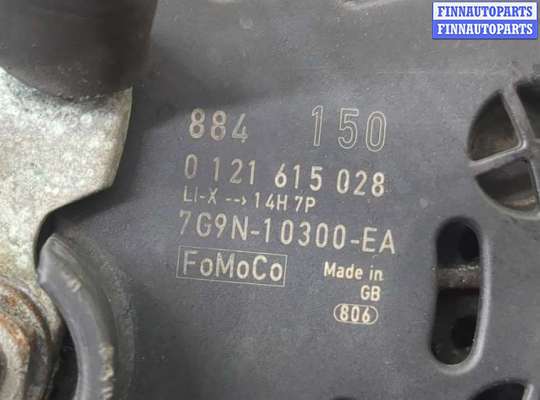 FINNAUTOPARTS
FINNAUTOPARTS
884 150
0 121 615 028
LI-X --> 14H 7P
7G9N-10300-EA
FoMoCo
Made in
GB
806